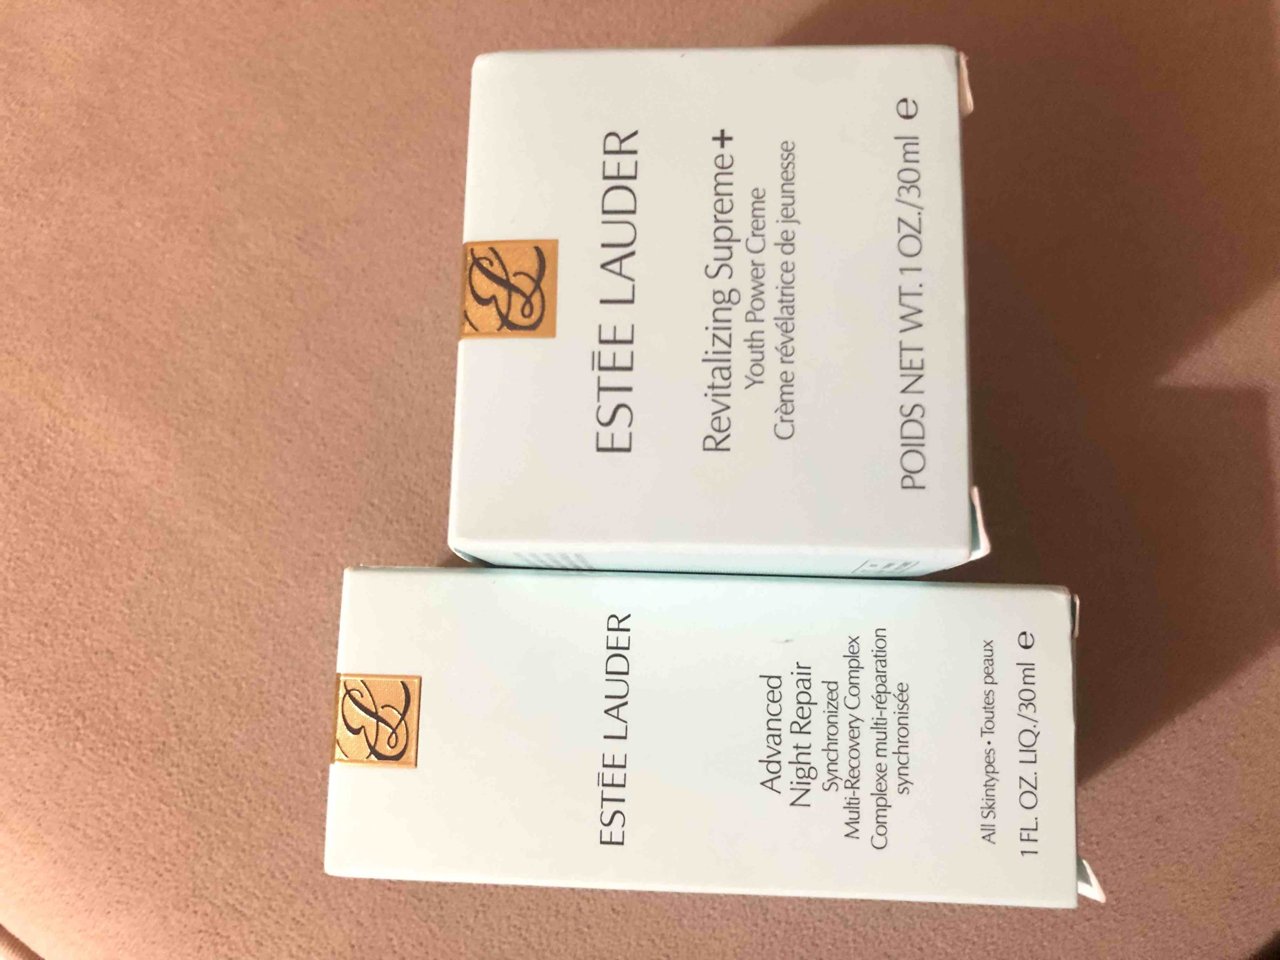 ESTĒE LAUDER
Revitalizing Supreme+
Youth Power Creme
Crème révélatrice de jeunesse
POIDS NET WT. 1 OZ./30ml ℮
ESTĒE LAUDER
Advanced
Night Repair
Synchronized
Multi-Recovery Complex
Complexe multi-réparation
synchronisée
All Skintypes • Toutes peaux
1 FL. OZ. LIQ./30ml ℮